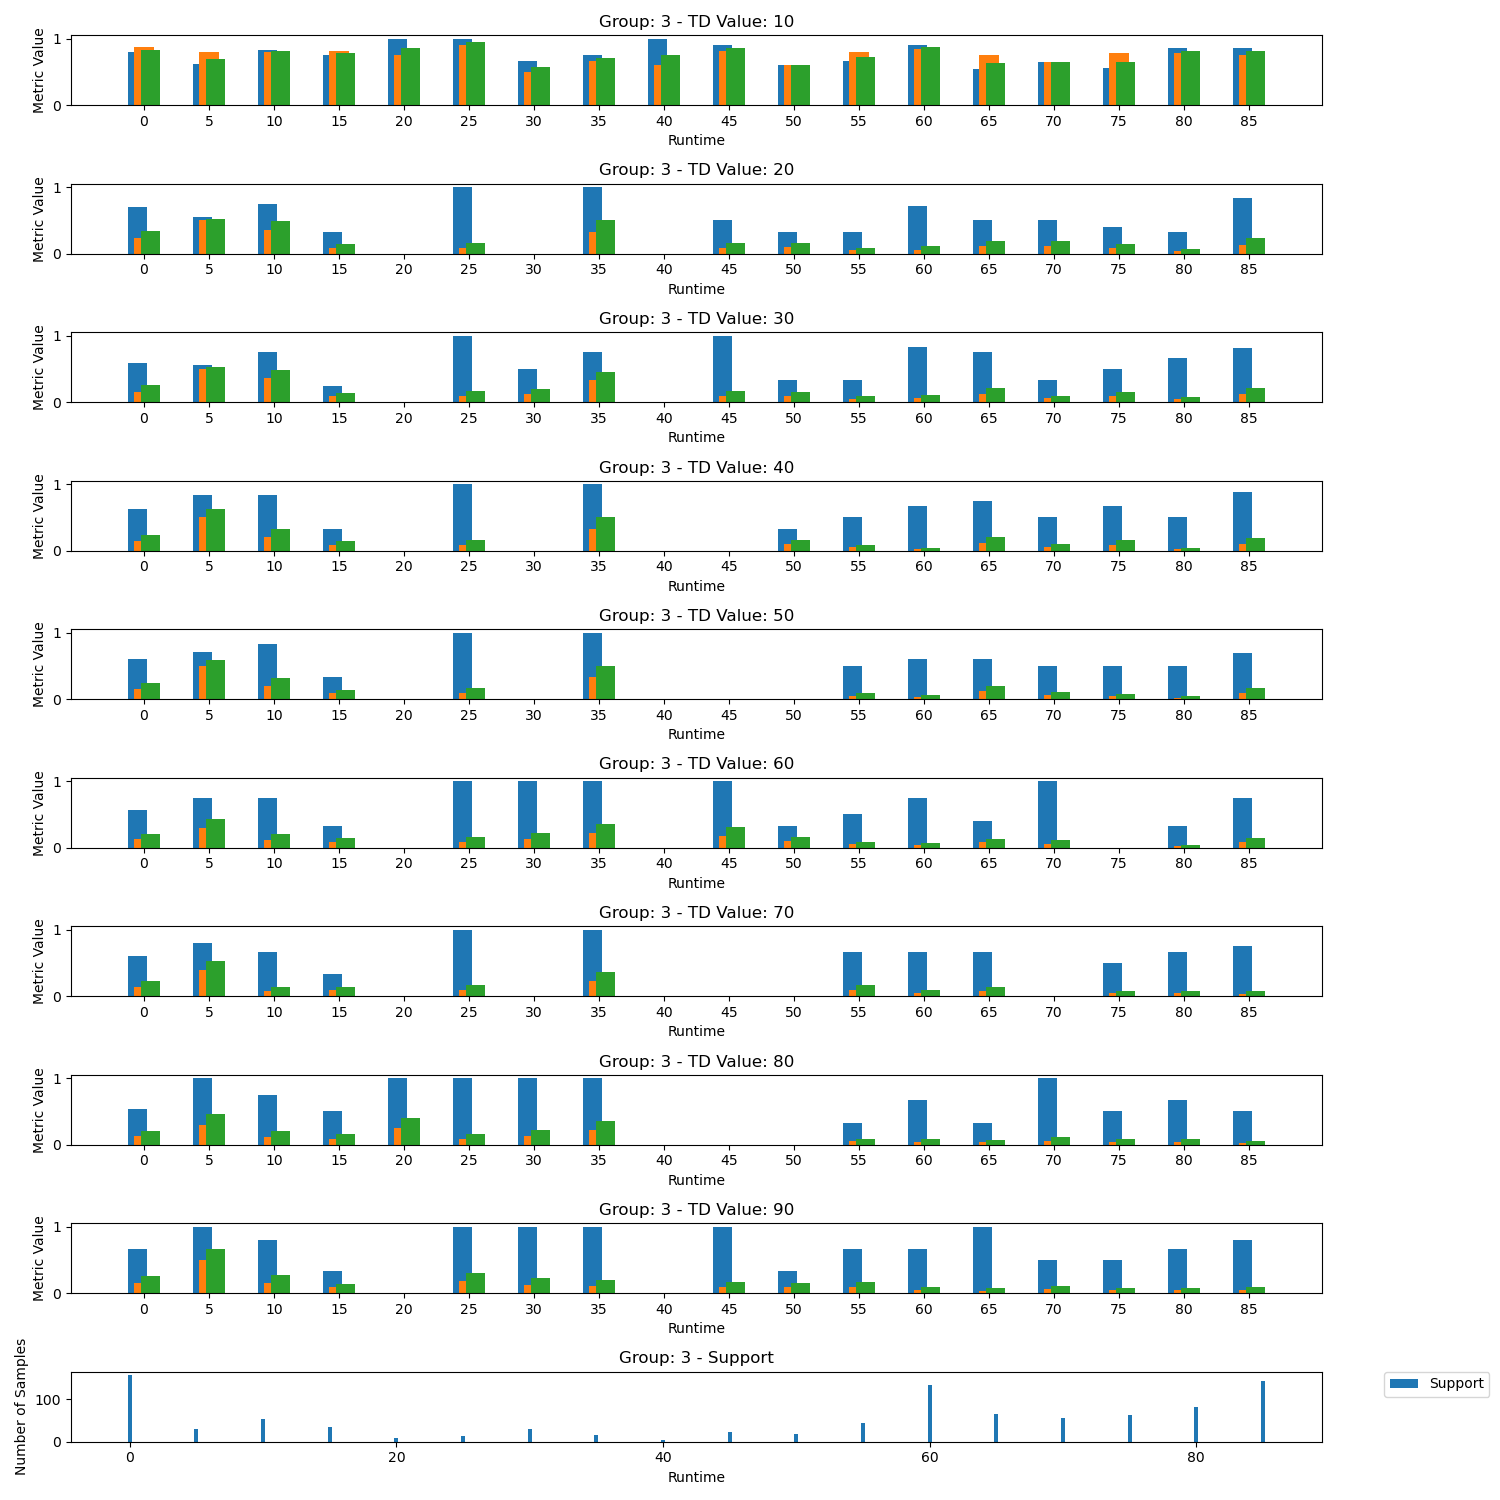 Group: 3 - TD Value: 10
Metric Value
1
0
0 5 10 15 20 25 30 35 40 45 50 55 60 65 70 75 80 85
Runtime
Group: 3 - TD Value: 20
Metric Value
1
0
0 5 10 15 20 25 30 35 40 45 50 55 60 65 70 75 80 85
Runtime
Group: 3 - TD Value: 30
Metric Value
1
0
0 5 10 15 20 25 30 35 40 45 50 55 60 65 70 75 80 85
Runtime
Group: 3 - TD Value: 40
Metric Value
1
0
0 5 10 15 20 25 30 35 40 45 50 55 60 65 70 75 80 85
Runtime
Group: 3 - TD Value: 50
Metric Value
1
0
0 5 10 15 20 25 30 35 40 45 50 55 60 65 70 75 80 85
Runtime
Group: 3 - TD Value: 60
Metric Value
1
0
0 5 10 15 20 25 30 35 40 45 50 55 60 65 70 75 80 85
Runtime
Group: 3 - TD Value: 70
Metric Value
1
0
0 5 10 15 20 25 30 35 40 45 50 55 60 65 70 75 80 85
Runtime
Group: 3 - TD Value: 80
Metric Value
1
0
0 5 10 15 20 25 30 35 40 45 50 55 60 65 70 75 80 85
Runtime
Group: 3 - TD Value: 90
Metric Value
1
0
0 5 10 15 20 25 30 35 40 45 50 55 60 65 70 75 80 85
Runtime
Group: 3 - Support
Number of Samples
100
0
0 20 40 60 80
Runtime
Support